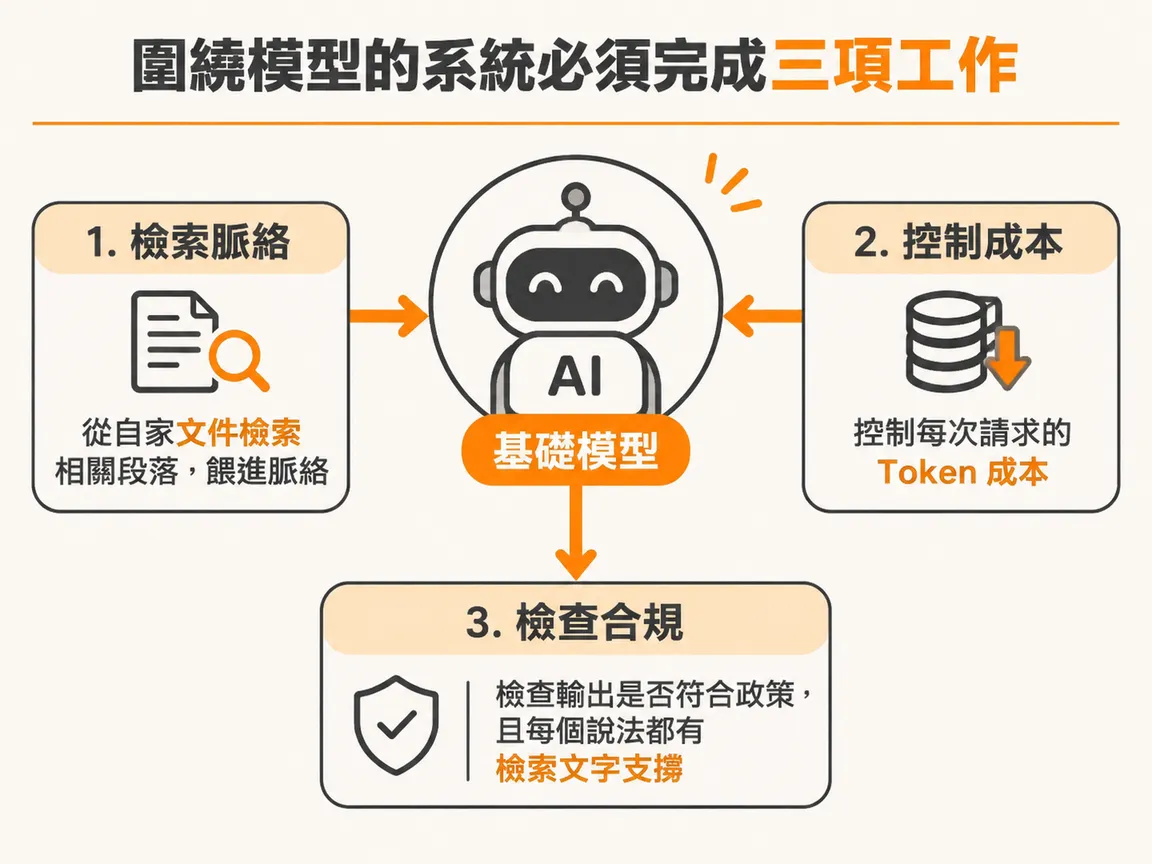 圍繞模型的系統必須完成三項工作
1. 檢索脈絡
從自家文件檢索
相關段落，餵進脈絡
AI
基礎模型
2. 控制成本
控制每次請求的
Token 成本
3. 檢查合規
檢查輸出是否符合政策，
且每個說法都有
檢索文字支撐